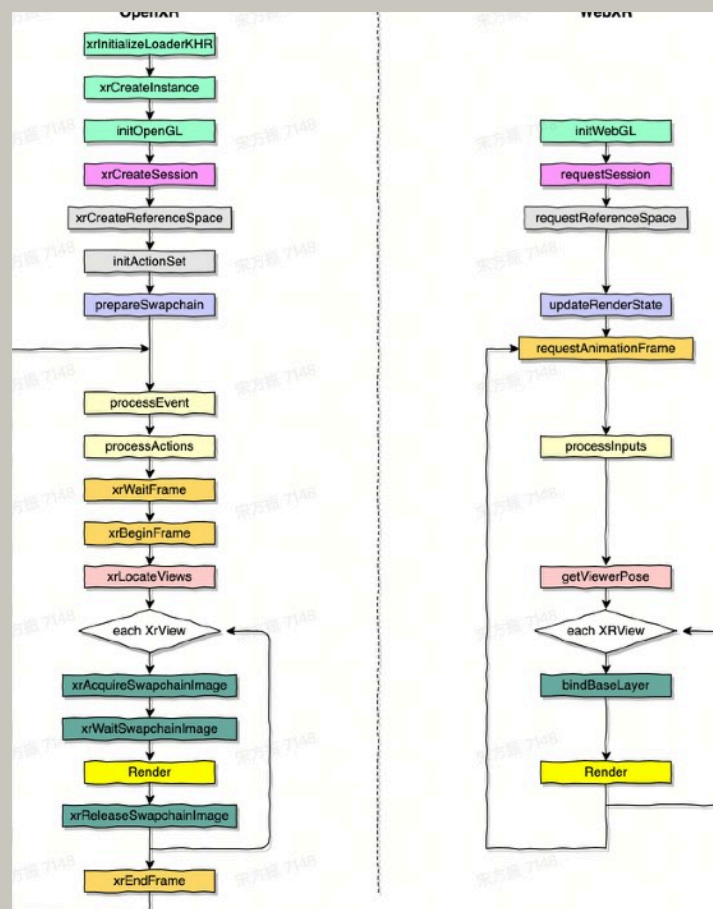 OpenXR
xrInitializeLoaderKHR
xrCreateInstance
initOpenGL
xrCreateSession
xrCreateReferenceSpace
initActionSet
prepareSwapchain
processEvent
processActions
xrWaitFrame
xrBeginFrame
xrLocateViews
each XrView
xrAcquireSwapchainImage
xrWaitSwapchainImage
Render
xrReleaseSwapchainImage
xrEndFrame
WebXR
initWebGL
requestSession
requestReferenceSpace
updateRenderState
requestAnimationFrame
processInputs
getViewerPose
each XRView
bindBaseLayer
Render